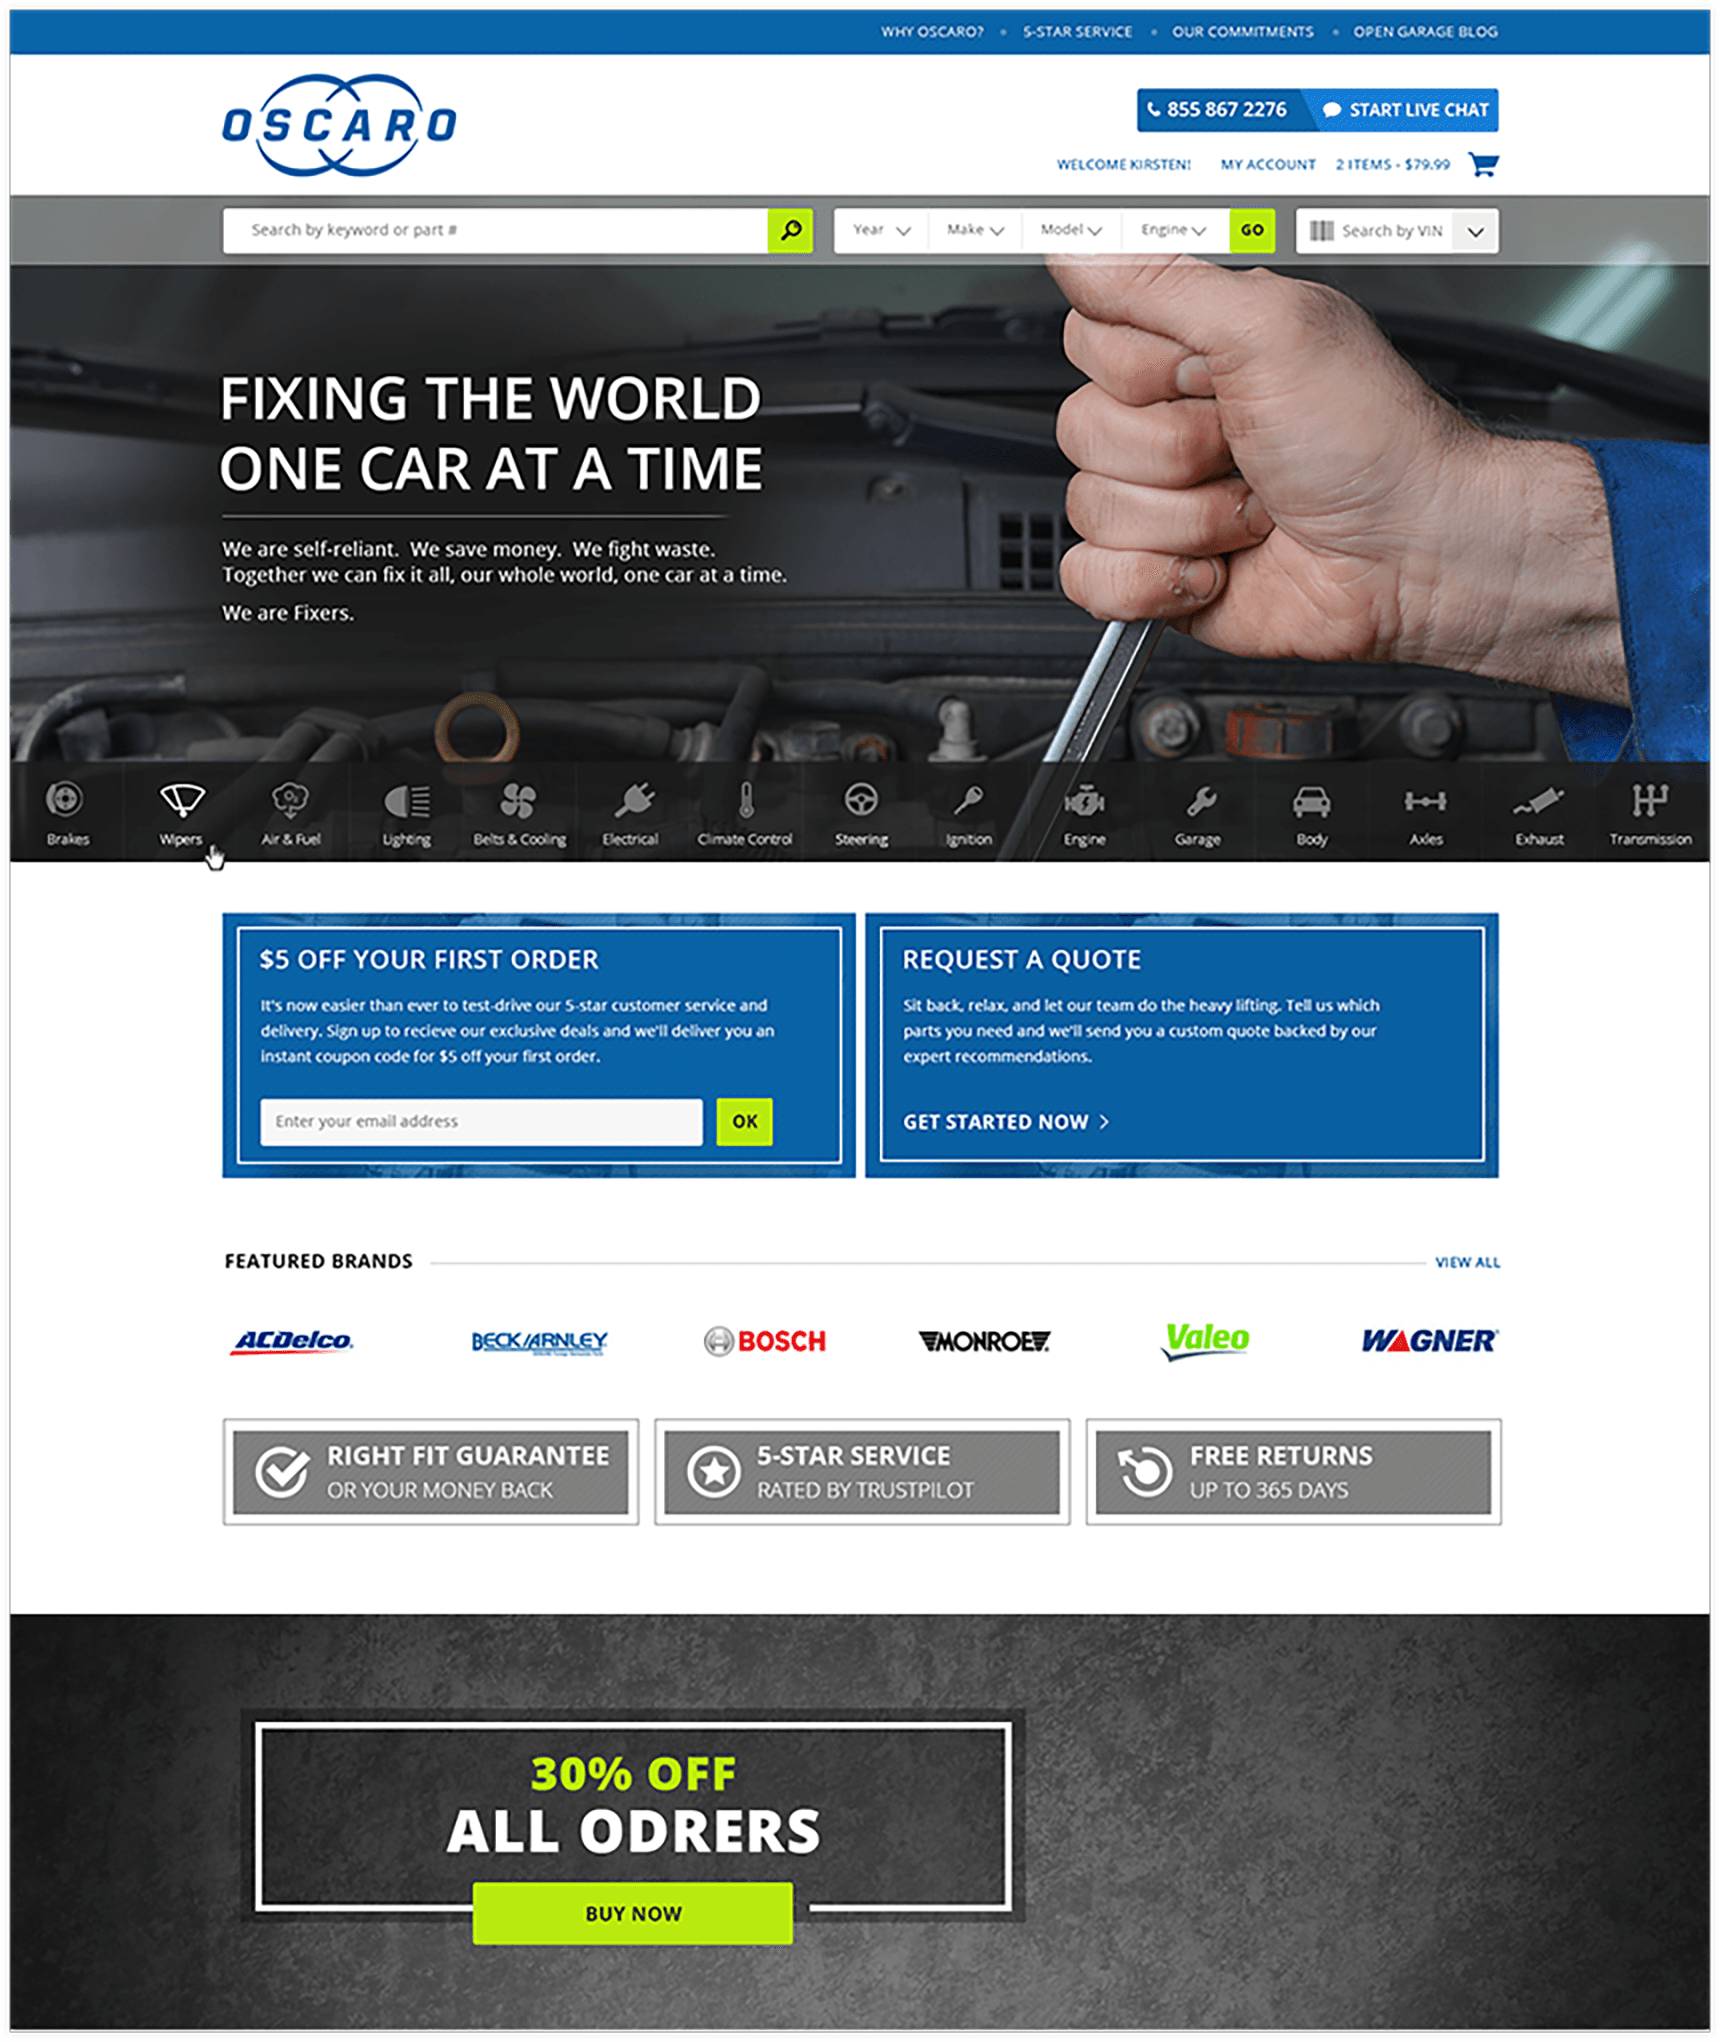 WHY OSCARO? • 5-STAR SERVICE • OUR COMMITMENTS • OPEN GARAGE BLOG
OSCARO
855 867 2276 START LIVE CHAT
WELCOME KIRSTEN! MY ACCOUNT 2 ITEMS - $79.99
Search by keyword or part # Year Make Model Engine GO Search by VIN
FIXING THE WORLD
ONE CAR AT A TIME
We are self-reliant. We save money. We fight waste.
Together we can fix it all, our whole world, one car at a time.
We are Fixers.
Brakes Wipers Air & Fuel Lighting Belts & Cooling Electrical Climate Control Steering Ignition Engine Garage Body Axles Exhaust Transmission
$5 OFF YOUR FIRST ORDER
It's now easier than ever to test-drive our 5-star customer service and
delivery. Sign up to recieve our exclusive deals and we'll deliver you an
instant coupon code for $5 off your first order.
Enter your email address OK
REQUEST A QUOTE
Sit back, relax, and let our team do the heavy lifting. Tell us which
parts you need and we'll send you a custom quote backed by our
expert recommendations.
GET STARTED NOW >
FEATURED BRANDS VIEW ALL
ACDelco BECK/ARNLEY BOSCH MONROE Valeo WAGNER
RIGHT FIT GUARANTEE
OR YOUR MONEY BACK
5-STAR SERVICE
RATED BY TRUSTPILOT
FREE RETURNS
UP TO 365 DAYS
30% OFF
ALL ODRERS
BUY NOW